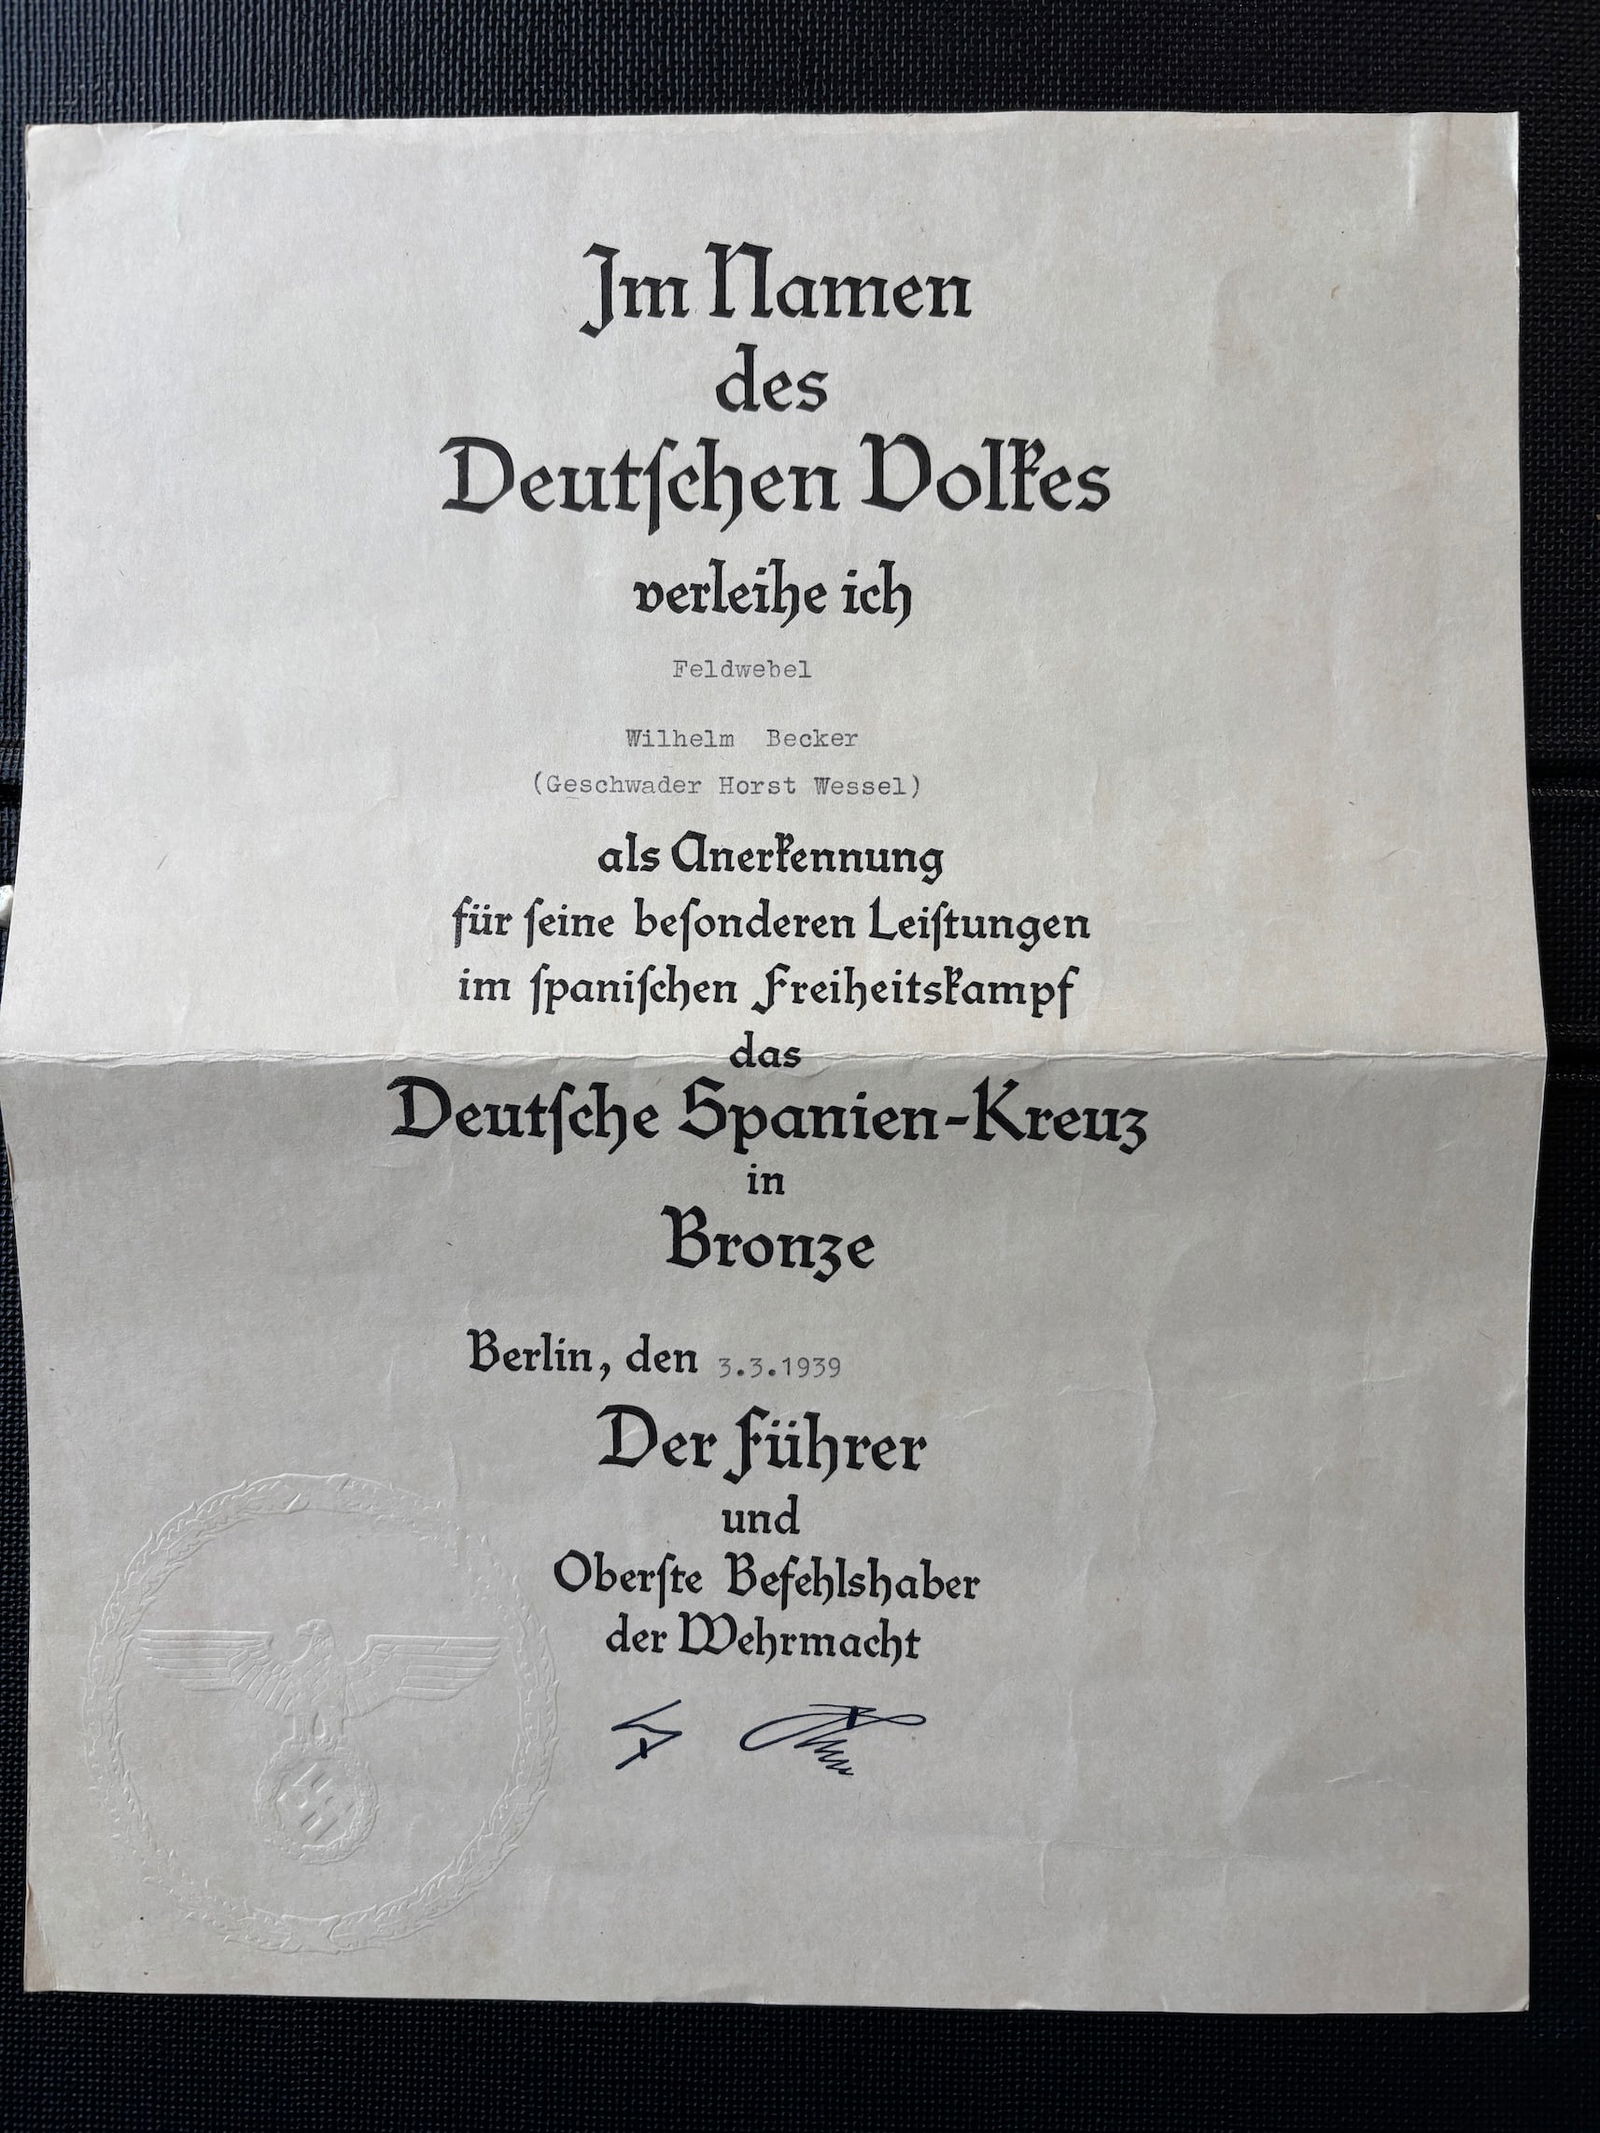 Im Namen
des
Deutſchen Volkes
verleihe ich
Feldwebel
Wilhelm Becker
(Geschwader Horst Wessel)
als Anerkennung
für ſeine beſonderen Leiſtungen
im ſpaniſchen Freiheitskampf
das
Deutſche Spanien-Kreuz
in
Bronze
Berlin, den 3.3.1939
Der Führer
und
Oberſte Befehlshaber
der Wehrmacht